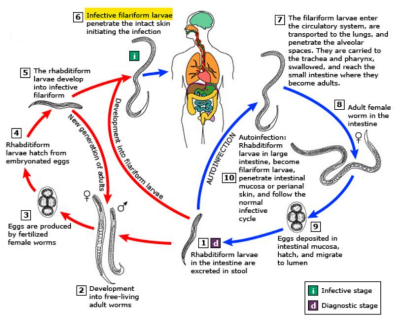 6 Infective filariform larvae
penetrate the intact skin
initiating the infection
i
7 The filariform larvae enter
the circulatory system, are
transported to the lungs, and
penetrate the alveolar
spaces. They are carried to
the trachea and pharynx,
swallowed, and reach the
small intestine where they
become adults.
5 The rhabditiform
larvae develop
into infective
filariform
Development into filariform larvae
New generation of adults
AUTOINFECTION
8 Adult female
worm in the
intestine
♀
4
Rhabditiform
larvae hatch from
embryonated eggs
Autoinfection:
Rhabditiform
larvae in large
intestine, become
filariform larvae,
10 penetrate intestinal
mucosa or perianal
skin, and follow the
normal
infective
cycle
3
Eggs are produced
by fertilized
female worms
♀ ♂
9
Eggs deposited in
intestinal mucosa,
hatch, and migrate
to lumen
1 d
Rhabditiform larvae
in the intestine are
excreted in stool
2 Development
into free-living
adult worms
i Infective stage
d Diagnostic stage